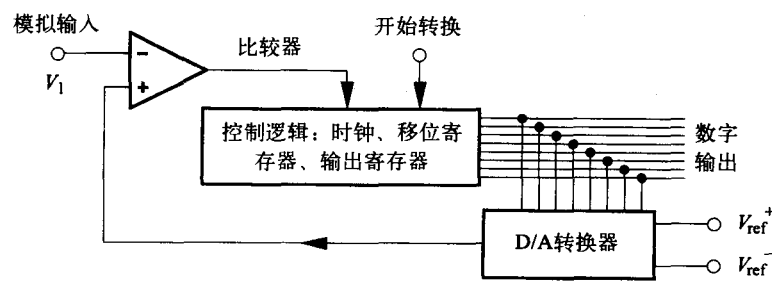 模拟输入
V1
比较器
开始转换
控制逻辑：时钟、移位寄
存器、输出寄存器
数字
输出
D/A转换器
Vref+
Vref−